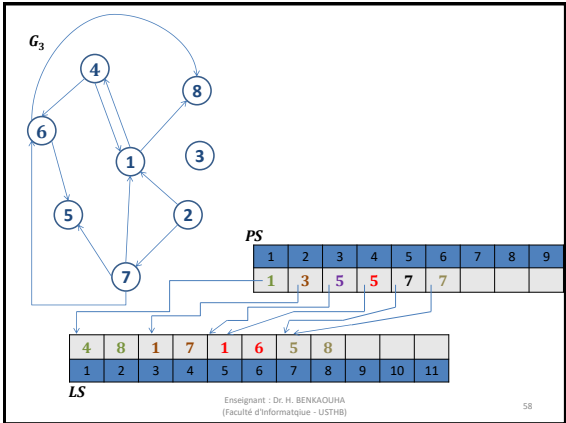 G₃
4
8
6
1
3
5
2
7
PS
1 2 3 4 5 6 7 8 9
1 3 5 5 7 7
4 8 1 7 1 6 5 8
1 2 3 4 5 6 7 8 9 10 11
LS
Enseignant : Dr. H. BENKAOUHA
(Faculté d'Informatqiue - USTHB)
58